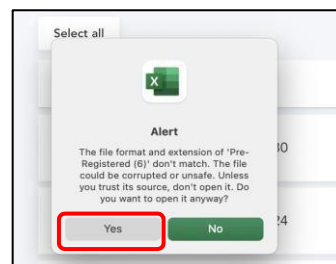 Select all
Alert
The file format and extension of 'Pre-
Registered (6)' don't match. The file
could be corrupted or unsafe. Unless
you trust its source, don't open it. Do
you want to open it anyway?
30
Yes
No
24